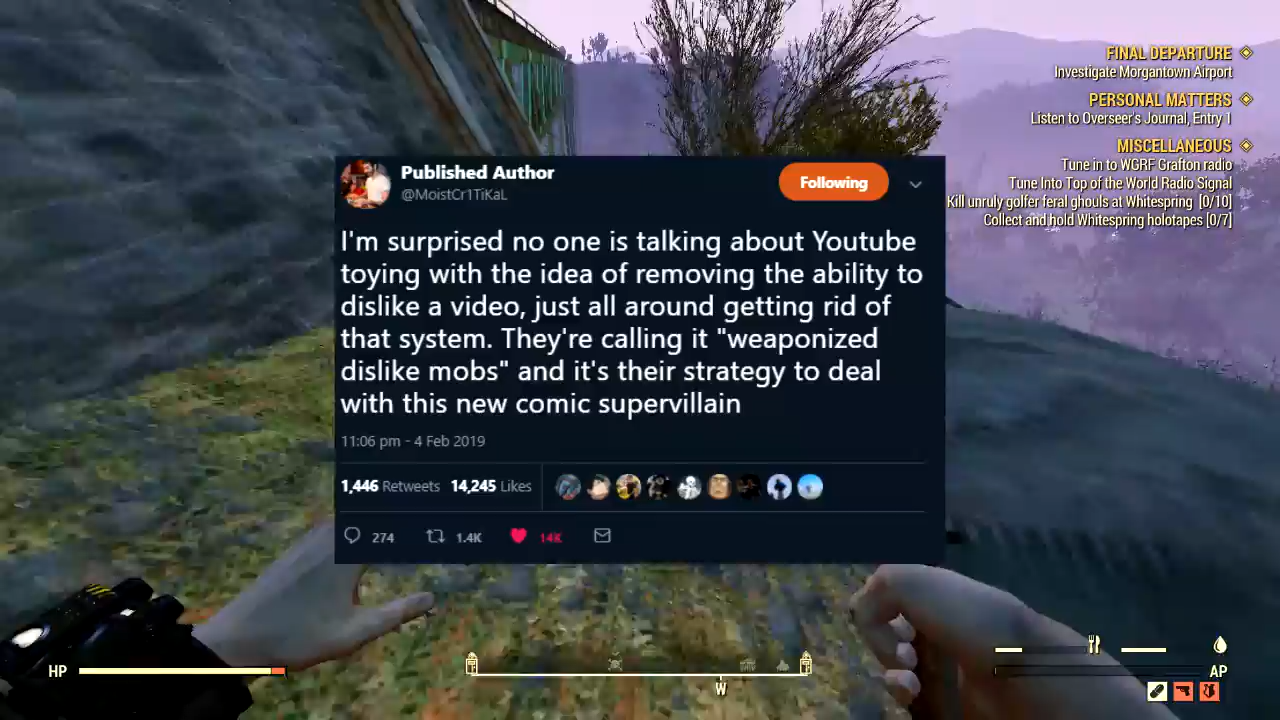 FINAL DEPARTURE
Investigate Morgantown Airport
PERSONAL MATTERS
Listen to Overseer's Journal, Entry 1
MISCELLANEOUS
Tune in to WGRF Grafton radio
Tune Into Top of the World Radio Signal
Kill unruly golfer feral ghouls at Whitespring [0/10]
Collect and hold Whitespring holotapes [0/7]
Published Author
@MoistCr1TiKaL
Following
I'm surprised no one is talking about Youtube
toying with the idea of removing the ability to
dislike a video, just all around getting rid of
that system. They're calling it "weaponized
dislike mobs" and it's their strategy to deal
with this new comic supervillain
11:06 pm - 4 Feb 2019
1,446 Retweets 14,245 Likes
274 1.4K 14K
HP
W
AP